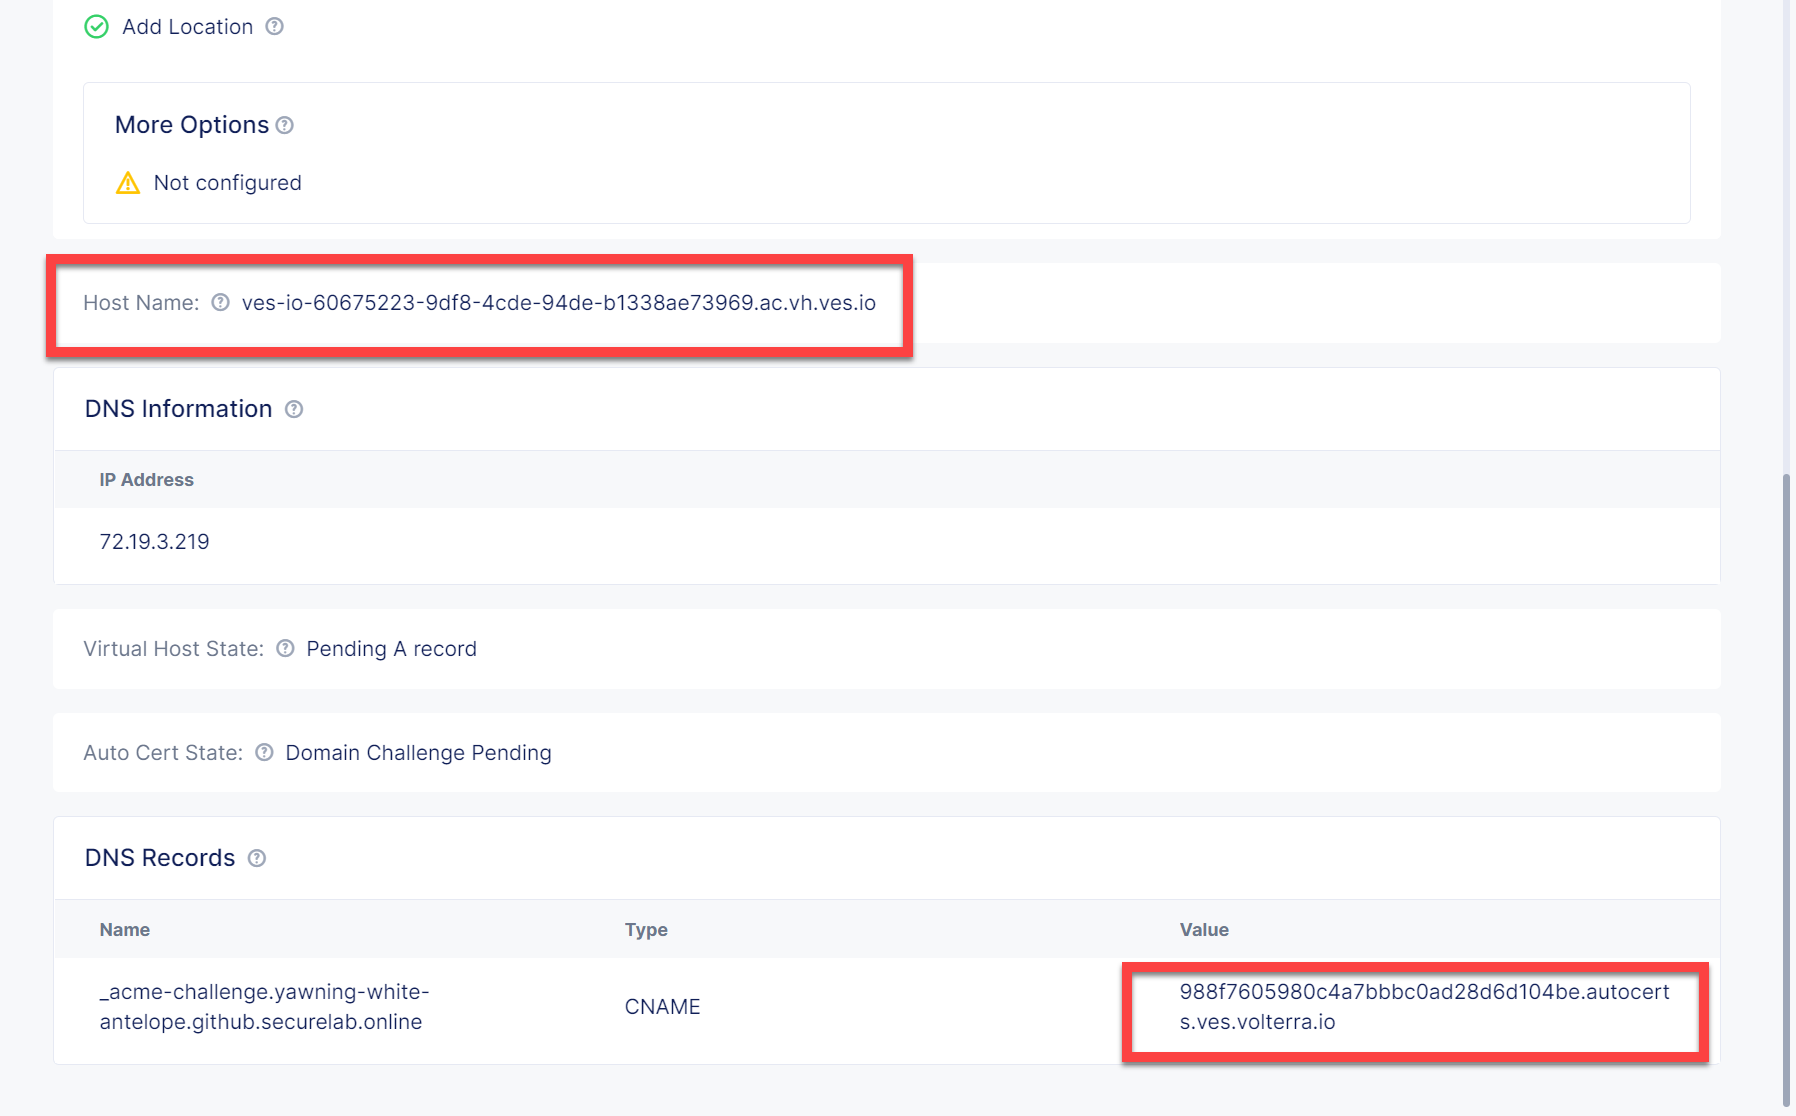 Add Location
More Options
Not configured
Host Name: ves-io-60675223-9df8-4cde-94de-b1338ae73969.ac.vh.ves.io
DNS Information
IP Address
72.19.3.219
Virtual Host State: Pending A record
Auto Cert State: Domain Challenge Pending
DNS Records
Name Type Value
_acme-challenge.yawning-white-
antelope.github.securelab.online
CNAME
988f7605980c4a7bbbc0ad28d6d104be.autocert
s.ves.volterra.io